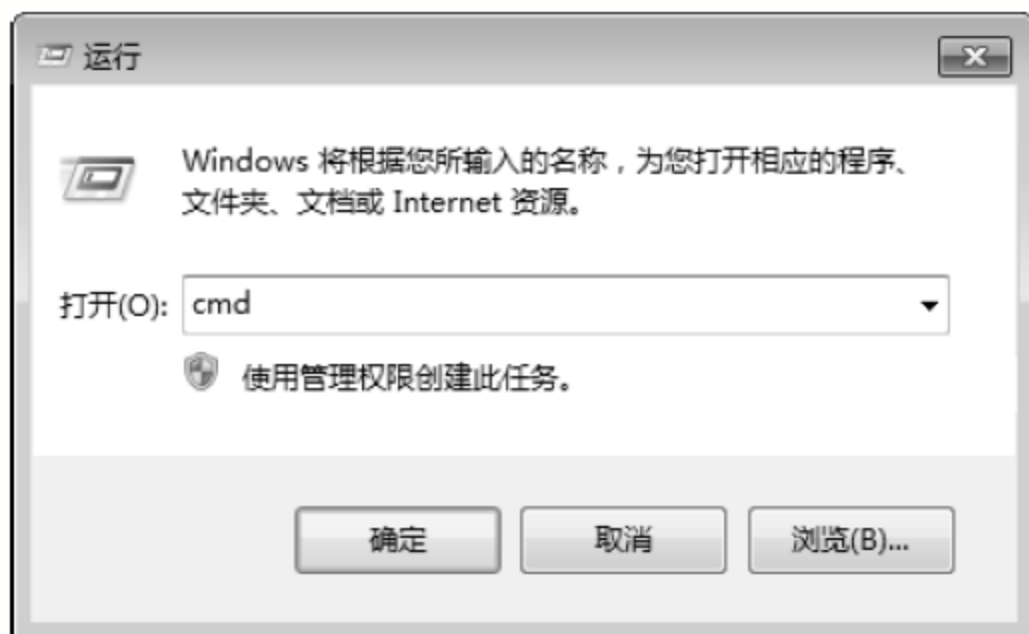 运行
Windows 将根据您所输入的名称，为您打开相应的程序、
文件夹、文档或 Internet 资源。
打开(O): cmd
使用管理权限创建此任务。
确定 取消 浏览(B)...